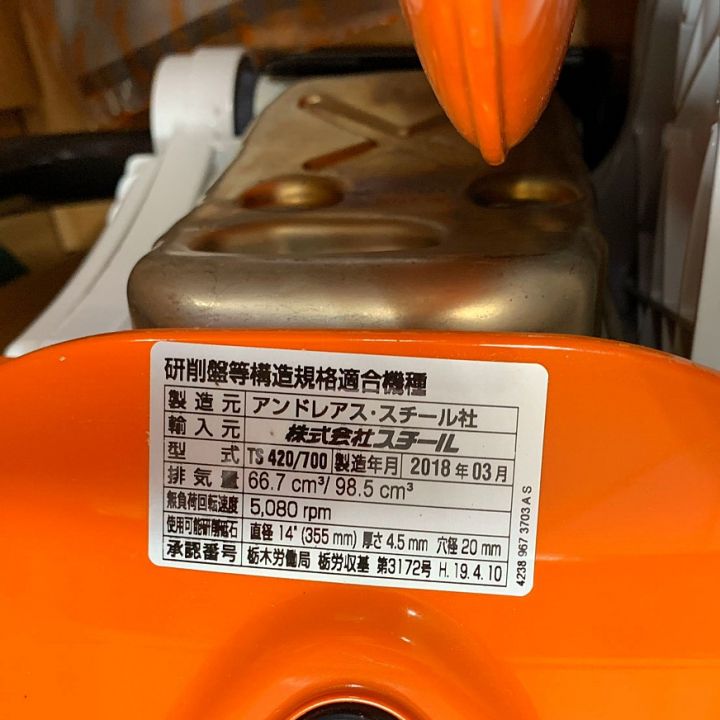 研削盤等構造規格適合機種
製造元 アンドレアス・スチール社
輸入元 株式会社スチール
型式 TS 420/700 製造年月 2018年03月
排気量 66.7 cm³/ 98.5 cm³
無負荷回転速度 5,080 rpm
使用可能研削砥石 直径 14" (355 mm) 厚さ 4.5 mm 穴径 20 mm
承認番号 栃木労働局 栃労収基 第3172号 H. 19.4.10
4238 967 3703 A S